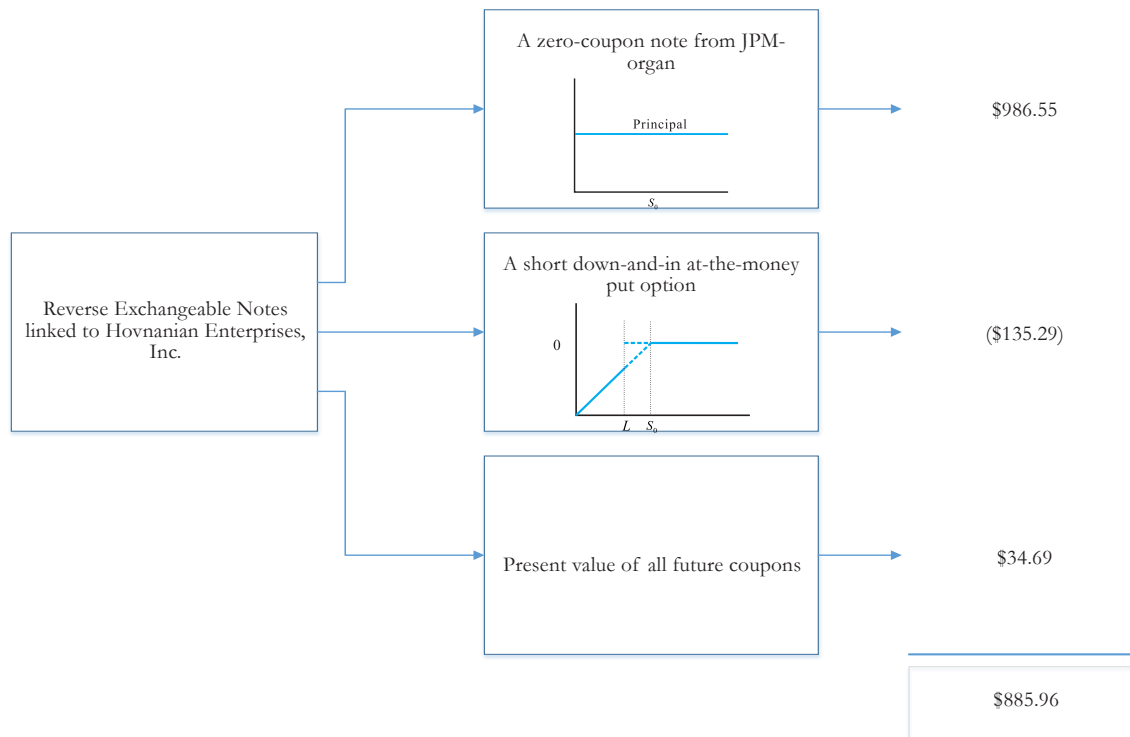 A zero-coupon note from JPM-
organ
Principal
S₀
$986.55
Reverse Exchangeable Notes
linked to Hovnanian Enterprises,
Inc.
A short down-and-in at-the-money
put option
0
L S₀
($135.29)
Present value of all future coupons
$34.69
$885.96